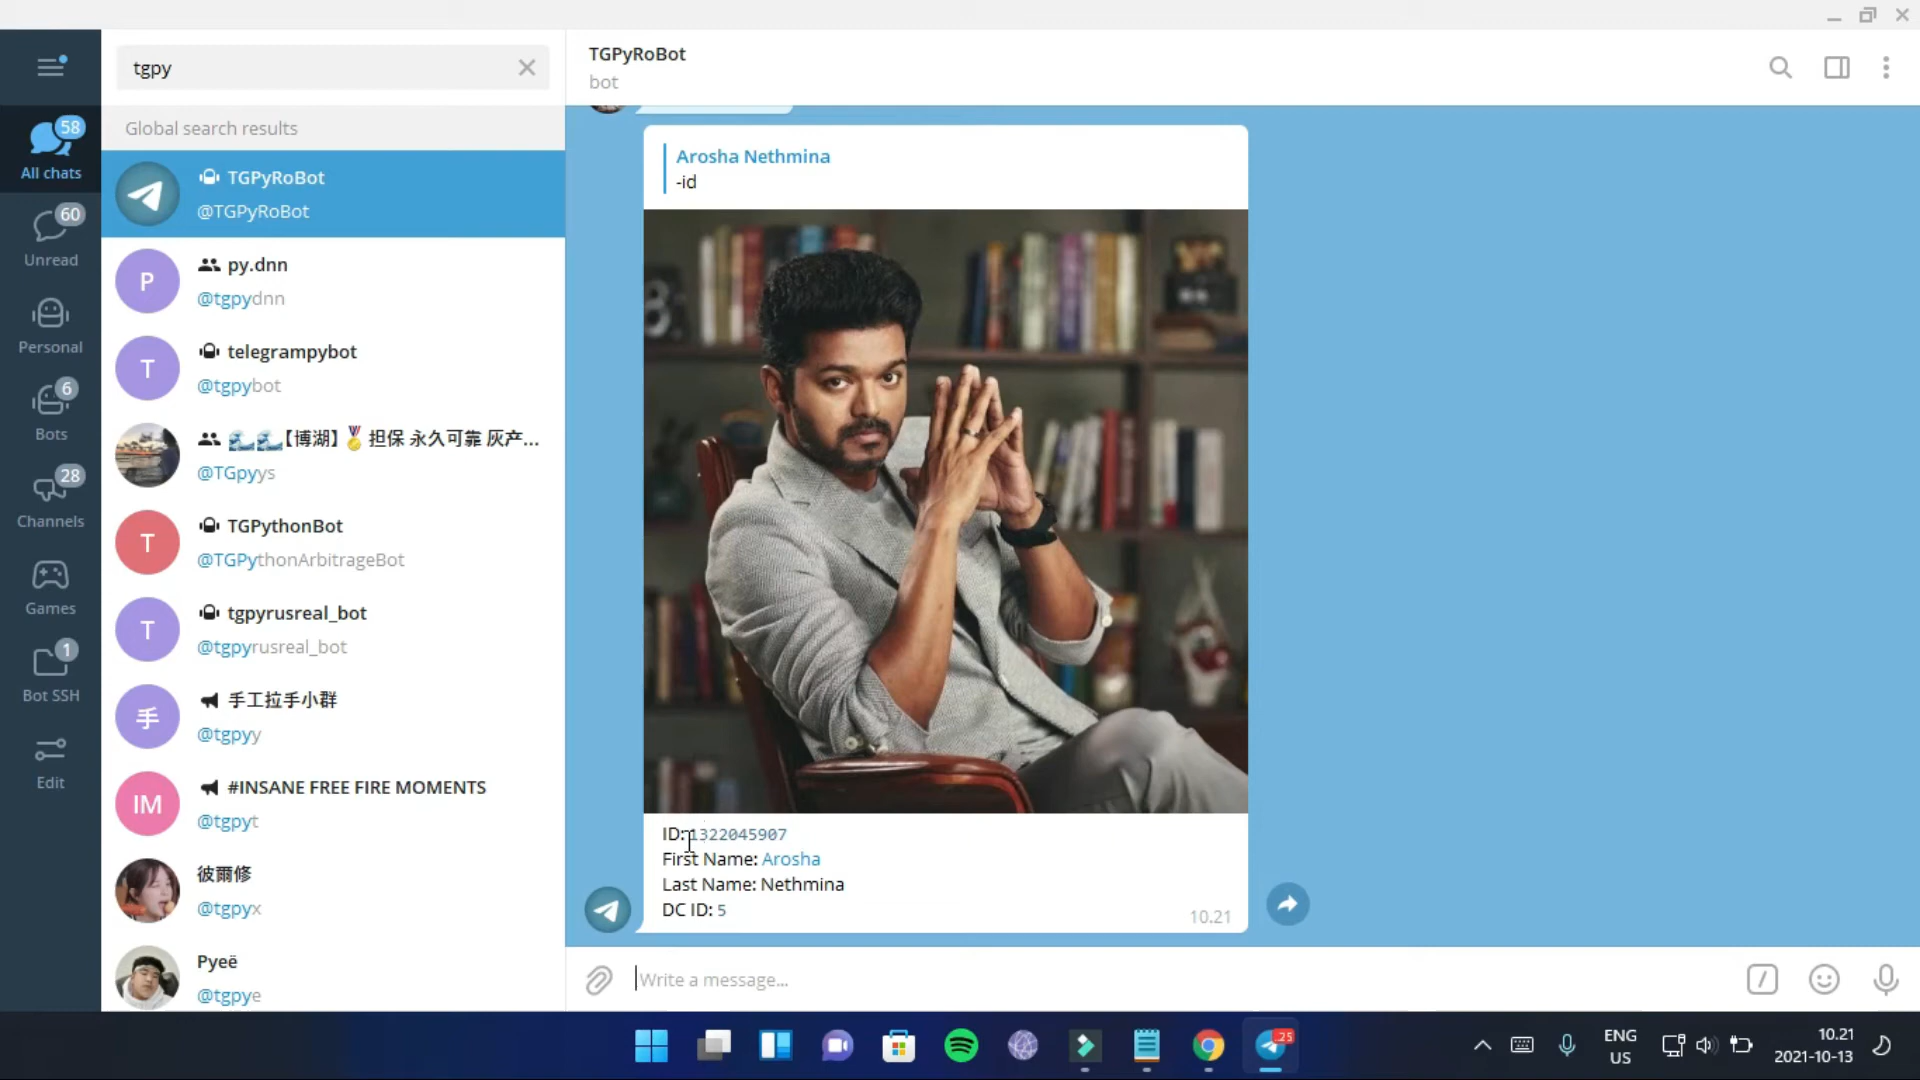 tgpy
Global search results
TGPyRoBot
@TGPyRoBot
P
py.dnn
@tgpydnn
T
telegrampybot
@tgpybot
【博湖】 担保 永久可靠 灰产...
@TGpyys
T
TGPythonBot
@TGPythonArbitrageBot
T
tgpyrusreal_bot
@tgpyrusreal_bot
手
手工拉手小群
@tgpyy
IM
#INSANE FREE FIRE MOMENTS
@tgpyt
彼爾修
@tgpyx
Pyeë
@tgpye
58
All chats
60
Unread
Personal
6
Bots
28
Channels
Games
1
Bot SSH
Edit
TGPyRoBot
bot
Arosha Nethmina
-id
ID: 1322045907
First Name: Arosha
Last Name: Nethmina
DC ID: 5
10.21
Write a message...
/
..25
ENG
US
10.21
2021-10-13